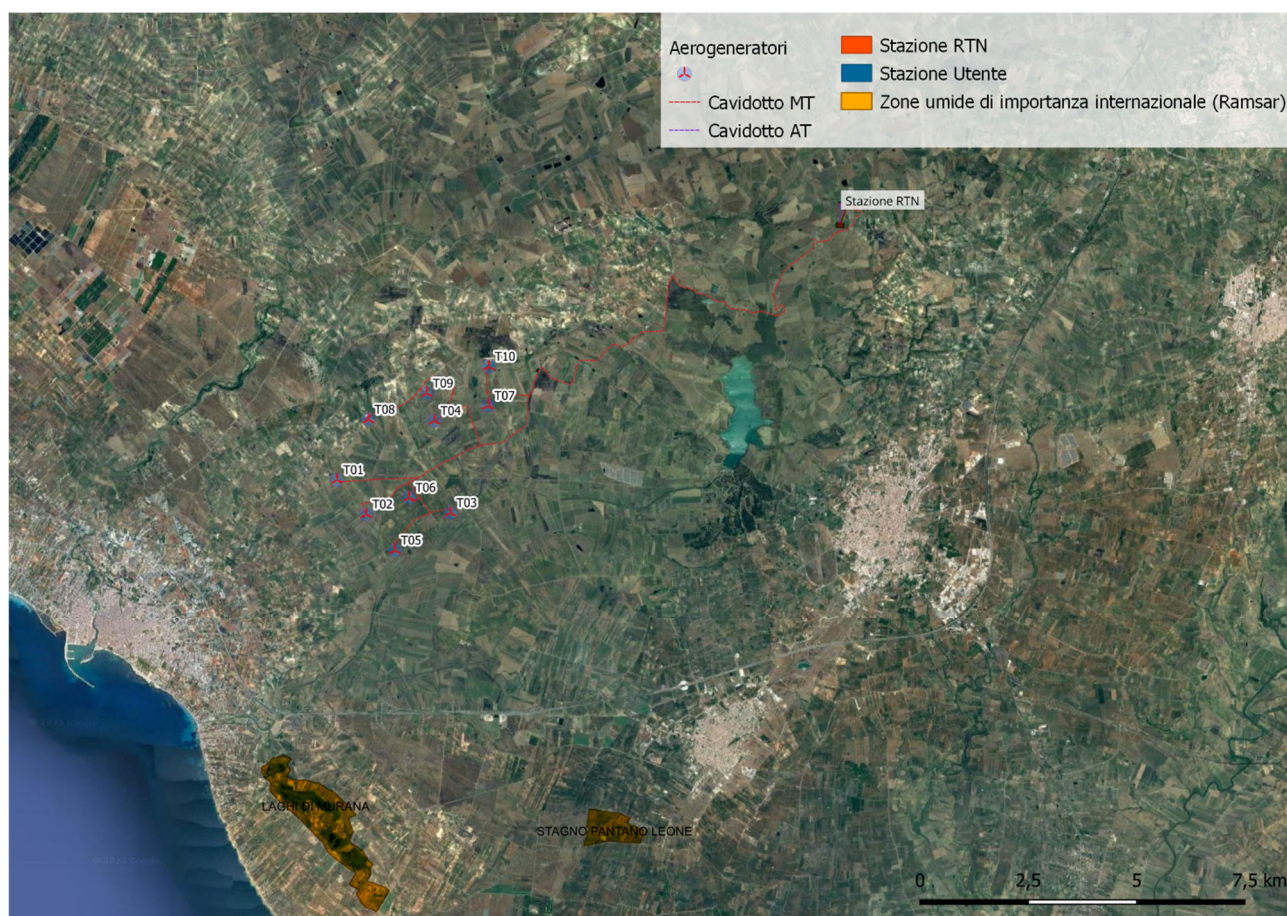 Aerogeneratori
Cavidotto MT
Cavidotto AT
Stazione RTN
Stazione Utente
Zone umide di importanza internazionale (Ramsar)
Stazione RTN
T10
T09
T07
T08
T04
T01
T06
T02
T03
T05
LAGHI DI MURANA
STAGNO PANTANO LEONE
0 2,5 5 7,5 km